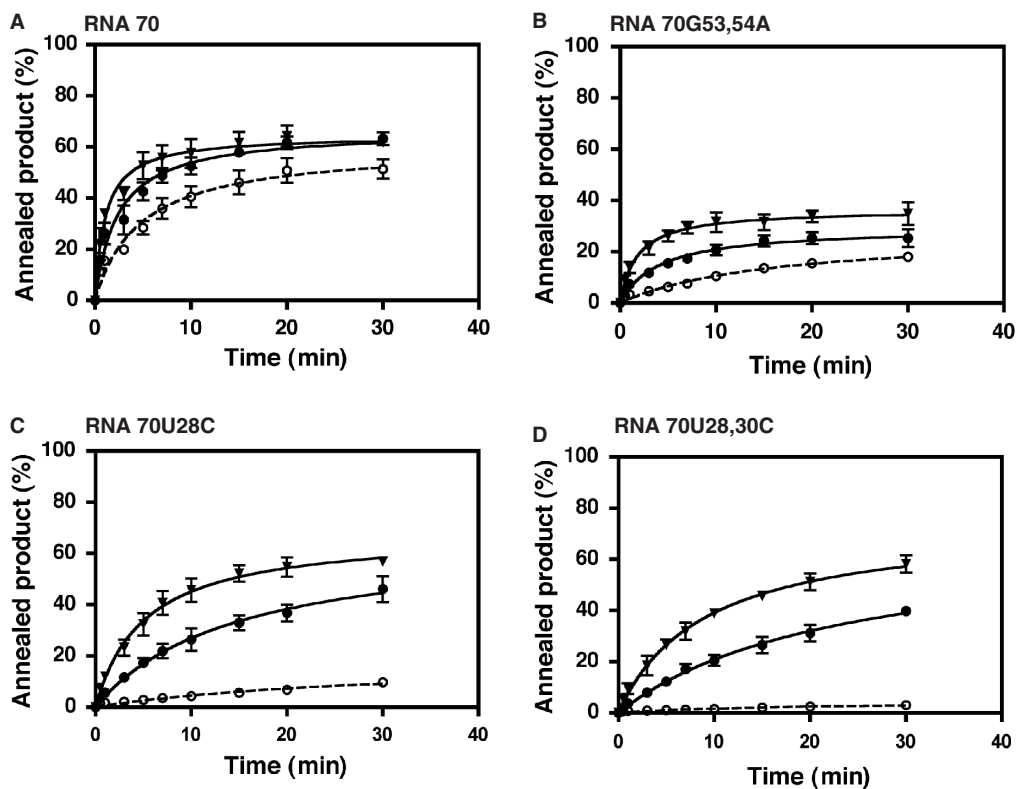 A
RNA 70
Annealed product (%)
100
80
60
40
20
0
0 10 20 30 40
Time (min)
B
RNA 70G53,54A
Annealed product (%)
100
80
60
40
20
0
0 10 20 30 40
Time (min)
C
RNA 70U28C
Annealed product (%)
100
80
60
40
20
0
0 10 20 30 40
Time (min)
D
RNA 70U28,30C
Annealed product (%)
100
80
60
40
20
0
0 10 20 30 40
Time (min)